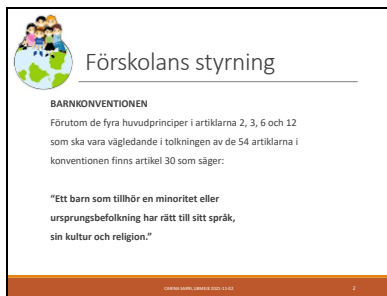 Förskolans styrning
BARNKONVENTIONEN
Förutom de fyra huvudprinciper i artiklarna 2, 3, 6 och 12
som ska vara vägledande i tolkningen av de 54 artiklarna i
konventionen finns artikel 30 som säger:
”Ett barn som tillhör en minoritet eller
ursprungsbefolkning har rätt till sitt språk,
sin kultur och religion.”
2